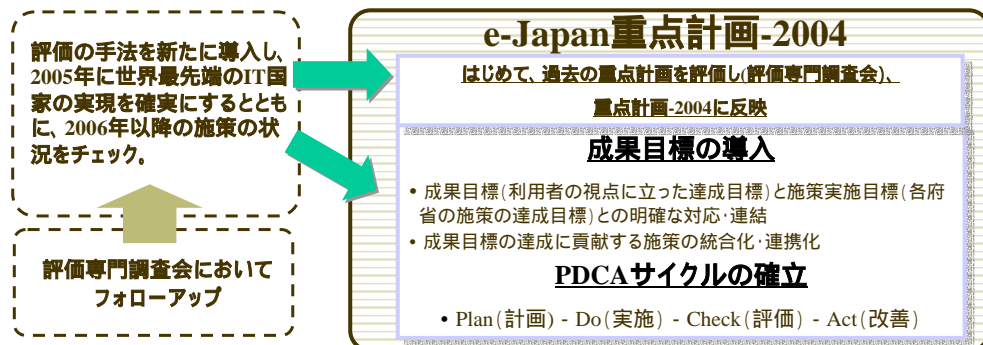 評価の手法を新たに導入し、
2005年に世界最先端のIT国
家の実現を確実にするととも
に、2006年以降の施策の状
況をチェック。
評価専門調査会において
フォローアップ
e-Japan重点計画-2004
はじめて、過去の重点計画を評価し(評価専門調査会)、
重点計画-2004に反映
成果目標の導入
• 成果目標(利用者の視点に立った達成目標)と施策実施目標(各府
省の施策の達成目標)との明確な対応･連結
• 成果目標の達成に貢献する施策の統合化･連携化
PDCAサイクルの確立
• Plan(計画) - Do(実施) - Check(評価) - Act(改善)